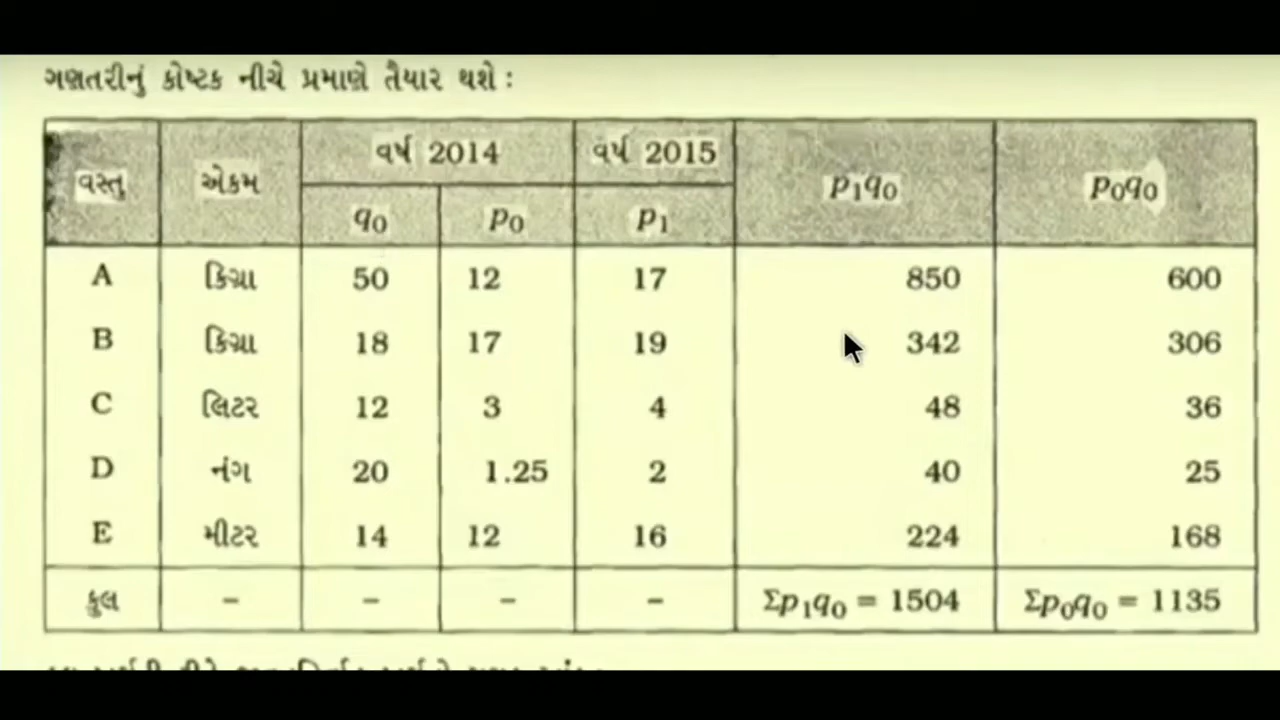 ગણતરીનું કોષ્ટક નીચે પ્રમાણે તૈયાર થશે :
વસ્તુ એકમ વર્ષ 2014 વર્ષ 2015 p₁q₀ p₀q₀
q₀ p₀ p₁
A કિગ્રા 50 12 17 850 600
B કિગ્રા 18 17 19 342 306
C લિટર 12 3 4 48 36
D નંગ 20 1.25 2 40 25
E મીટર 14 12 16 224 168
કુલ – – – – Σp₁q₀ = 1504 Σp₀q₀ = 1135